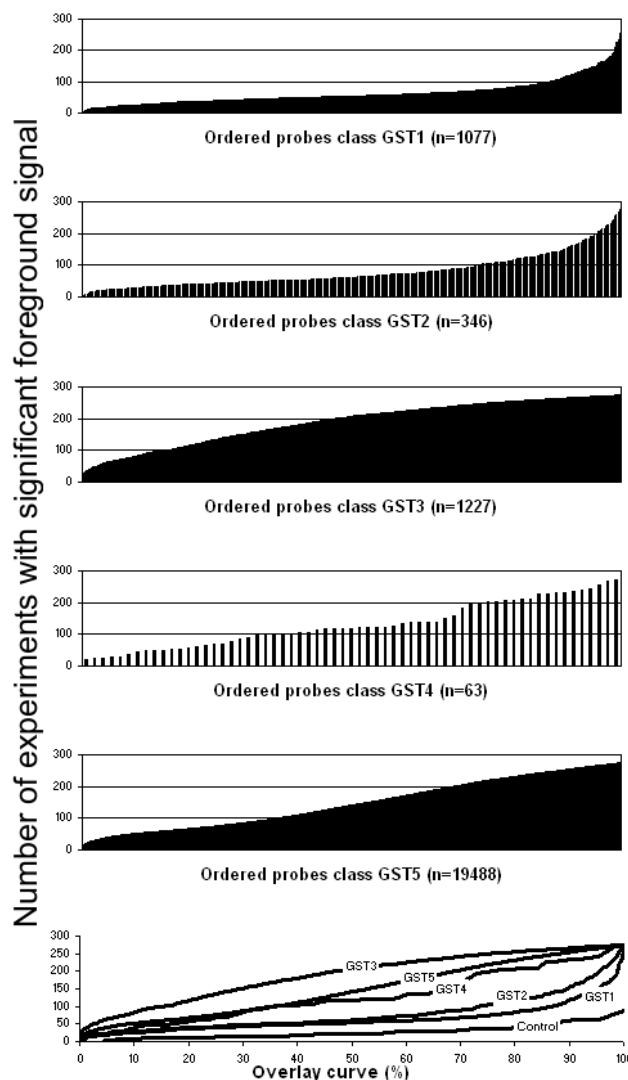 Number of experiments with significant foreground signal
300
200
100
0
Ordered probes class GST1 (n=1077)
300
200
100
0
Ordered probes class GST2 (n=346)
300
200
100
0
Ordered probes class GST3 (n=1227)
300
200
100
0
Ordered probes class GST4 (n=63)
300
200
100
0
Ordered probes class GST5 (n=19488)
300
250
200
150
100
50
0
GST3
GST5
GST4
GST2
GST1
Control
0 10 20 30 40 50 60 70 80 90 100
Overlay curve (%)